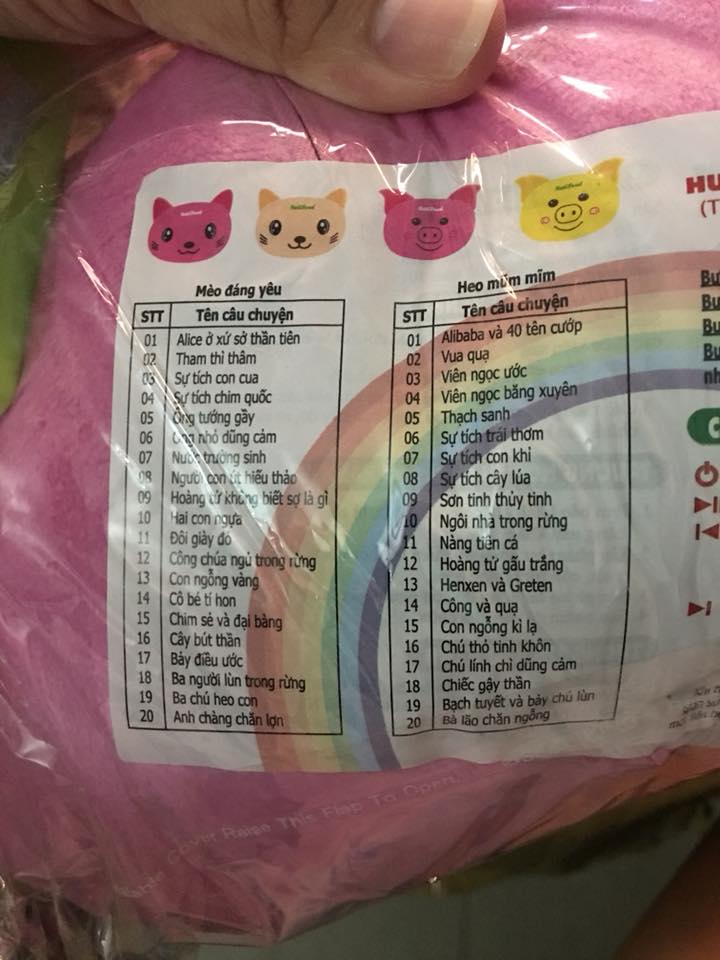 Mèo đáng yêu
STT Tên câu chuyện
01 Alice ở xứ sở thần tiên
02 Tham thì thâm
03 Sự tích con cua
04 Sự tích chim quốc
05 Ông tướng gầy
06 Ong nhỏ dũng cảm
07 Nước trường sinh
08 Người con út hiếu thảo
09 Hoàng tử không biết sợ là gì
10 Hai con ngựa
11 Đôi giày đỏ
12 Công chúa ngủ trong rừng
13 Con ngỗng vàng
14 Cô bé tí hon
15 Chim sẻ và đại bàng
16 Cây bút thần
17 Bảy điều ước
18 Ba người lùn trong rừng
19 Ba chú heo con
20 Anh chàng chăn lợn
Heo mũm mĩm
STT Tên câu chuyện
01 Alibaba và 40 tên cướp
02 Vua quạ
03 Viên ngọc ước
04 Viên ngọc băng xuyên
05 Thạch sanh
06 Sự tích trái thơm
07 Sự tích con khỉ
08 Sự tích cây lúa
09 Sơn tinh thủy tinh
10 Ngôi nhà trong rừng
11 Nàng tiên cá
12 Hoàng tử gấu trắng
13 Henxen và Greten
14 Công và quạ
15 Con ngỗng kì lạ
16 Chú thỏ tinh khôn
17 Chú lính chì dũng cảm
18 Chiếc gậy thần
19 Bạch tuyết và bảy chú lùn
20 Bà lão chăn ngỗng
HU
(T
Bu
Bu
Bu
Bu
nh
Cover Raise This Flap To Open.